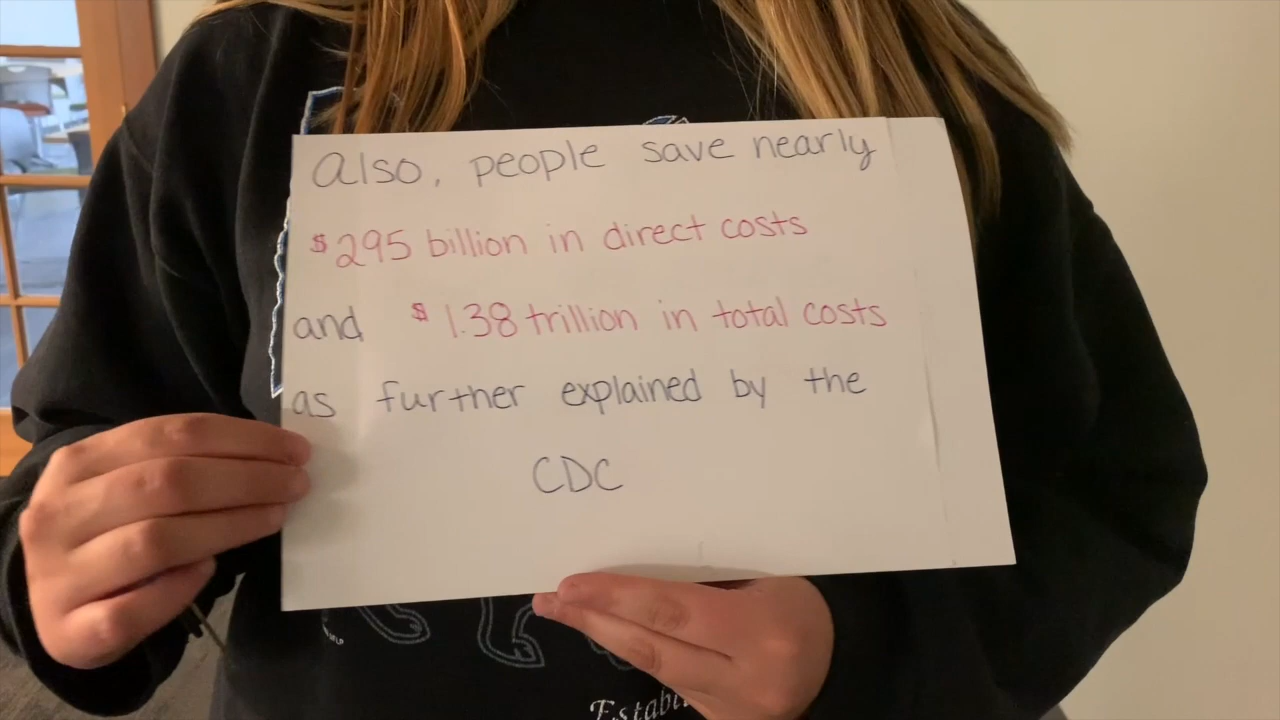 Also, people save nearly
$295 billion in direct costs
and $1.38 trillion in total costs
as further explained by the
CDC